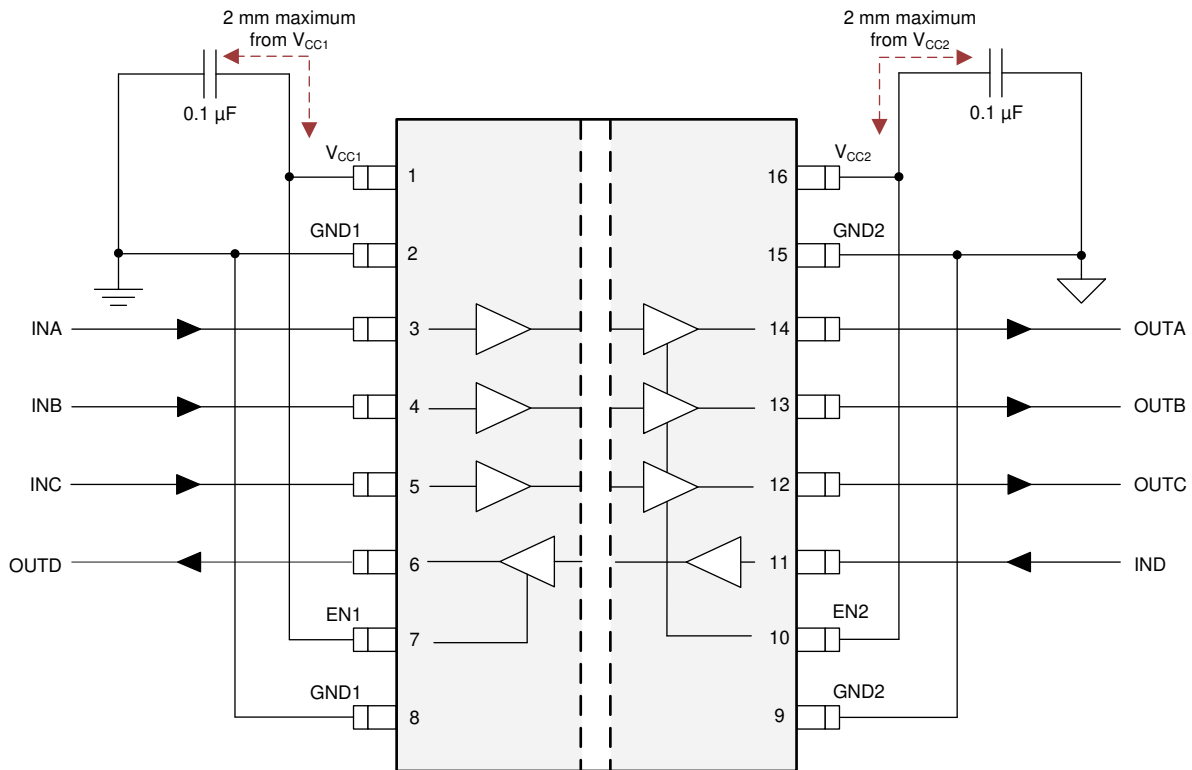 2 mm maximum
from VCC1
2 mm maximum
from VCC2
0.1 µF
0.1 µF
VCC1
1
16
VCC2
GND1
2
15
GND2
INA
3
14
OUTA
INB
4
13
OUTB
INC
5
12
OUTC
OUTD
6
11
IND
EN1
7
10
EN2
GND1
8
9
GND2